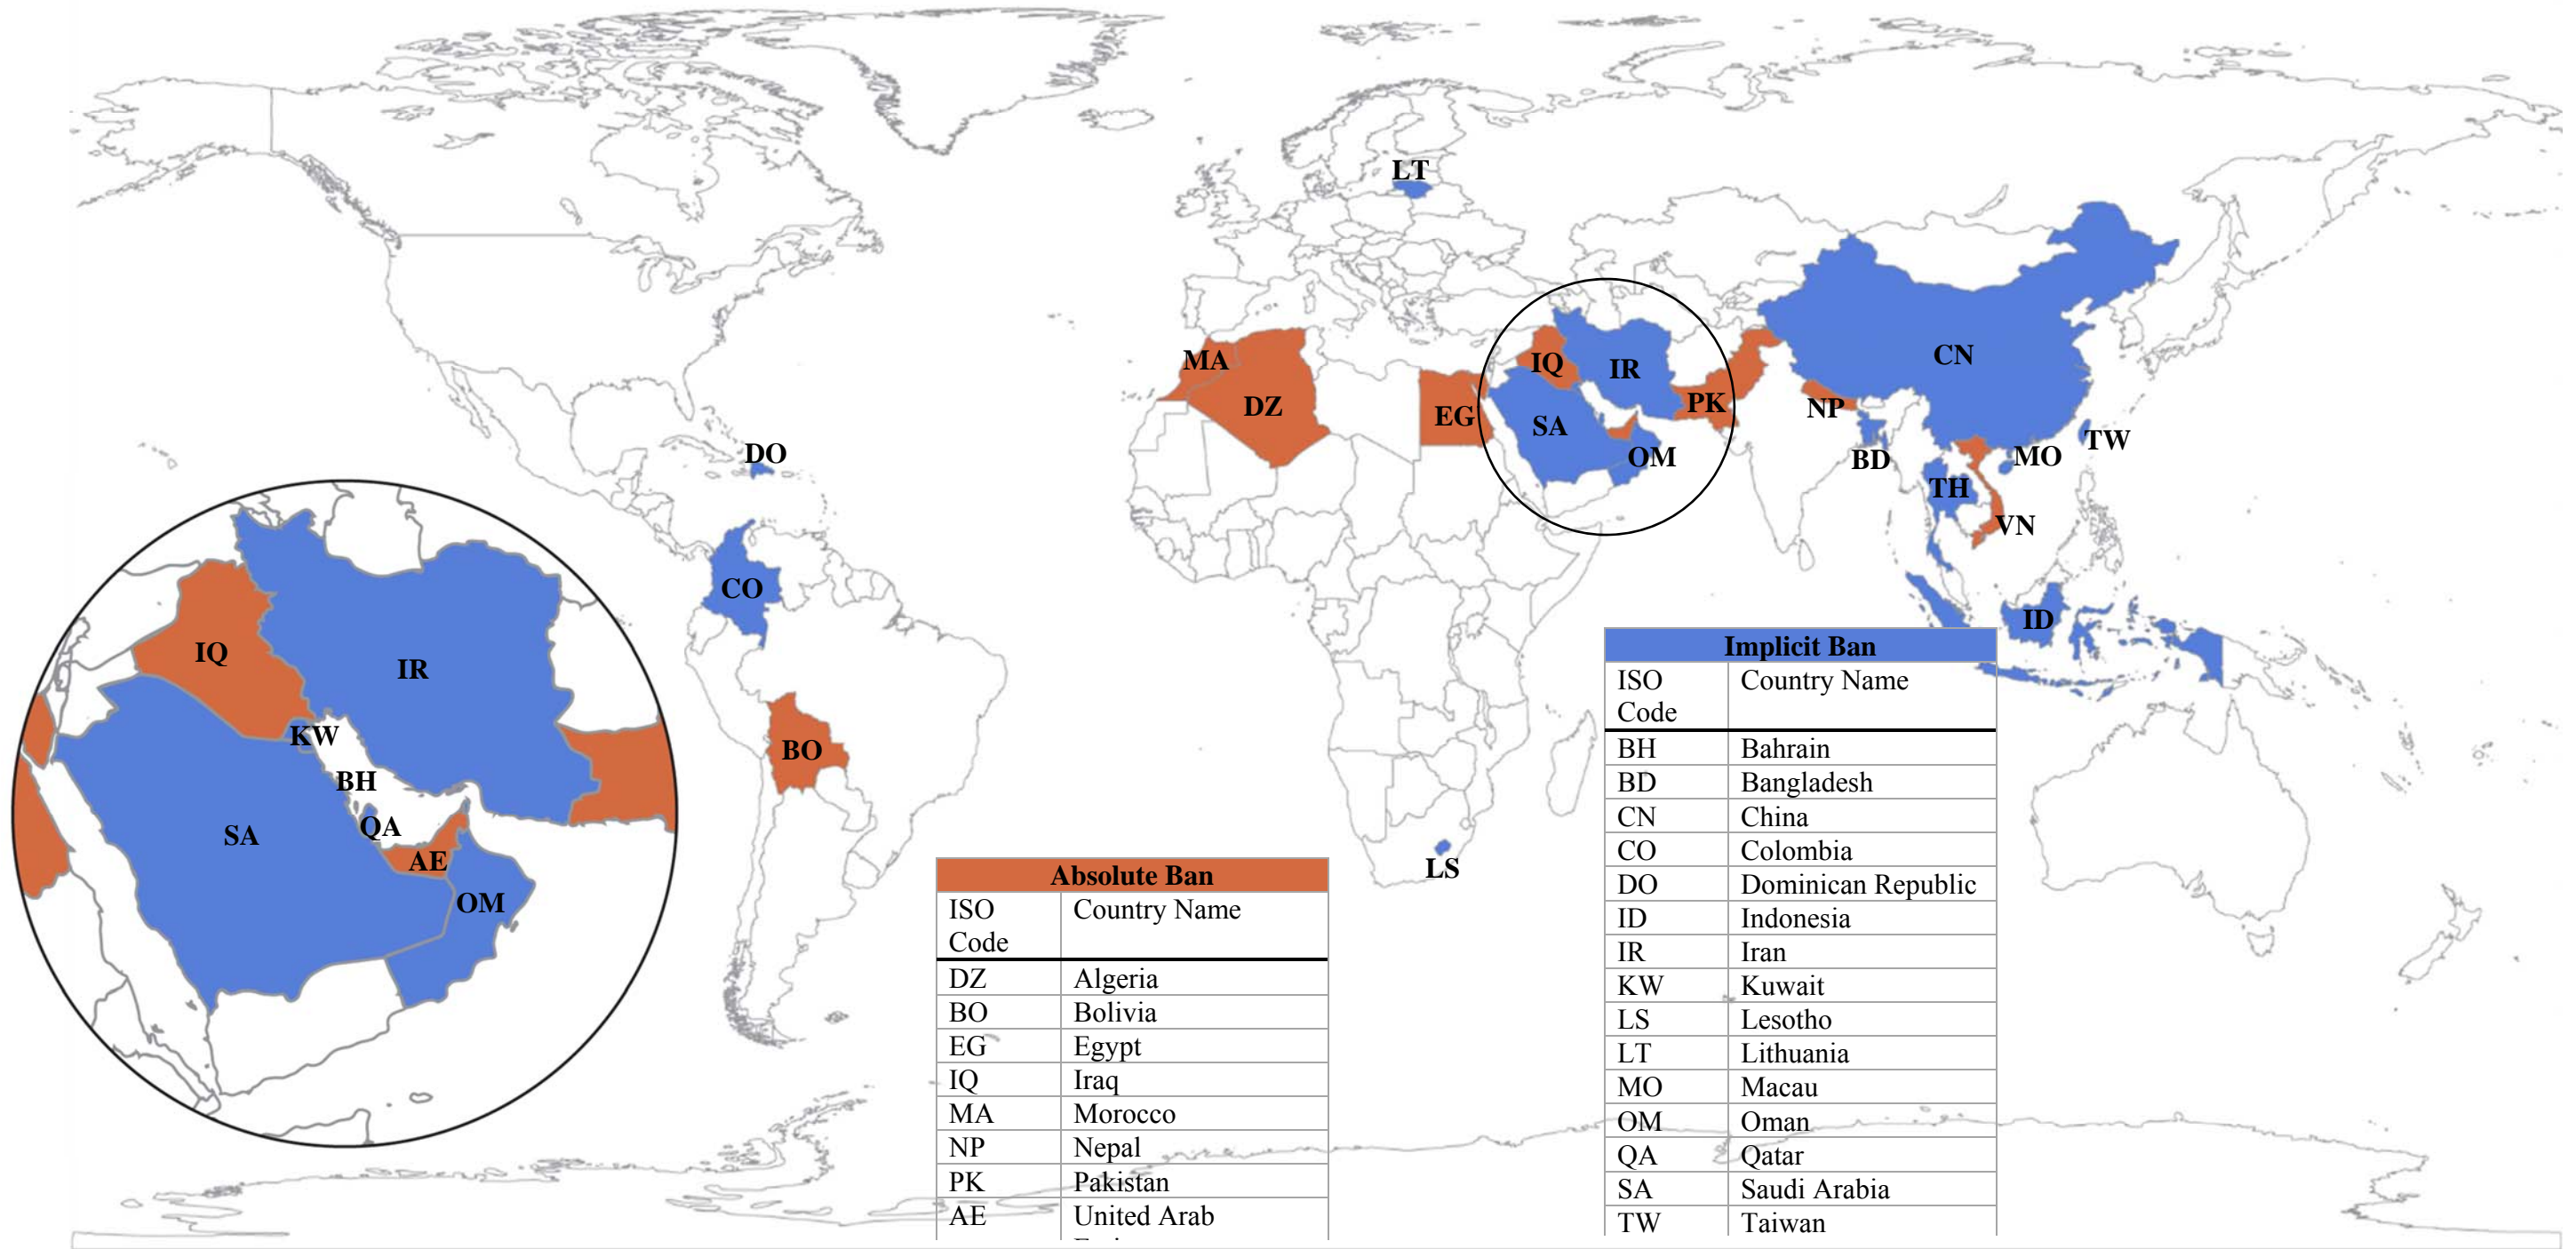 LT
MA
DZ
EG
IQ
IR
SA
OM
PK
NP
BD
CN
TW
MO
TH
VN
ID
DO
CO
BO
LS
IQ
IR
KW
BH
QA
SA
AE
OM
Absolute Ban
ISO Code Country Name
DZ Algeria
BO Bolivia
EG Egypt
IQ Iraq
MA Morocco
NP Nepal
PK Pakistan
AE United Arab
Implicit Ban
ISO Code Country Name
BH Bahrain
BD Bangladesh
CN China
CO Colombia
DO Dominican Republic
ID Indonesia
IR Iran
KW Kuwait
LS Lesotho
LT Lithuania
MO Macau
OM Oman
QA Qatar
SA Saudi Arabia
TW Taiwan